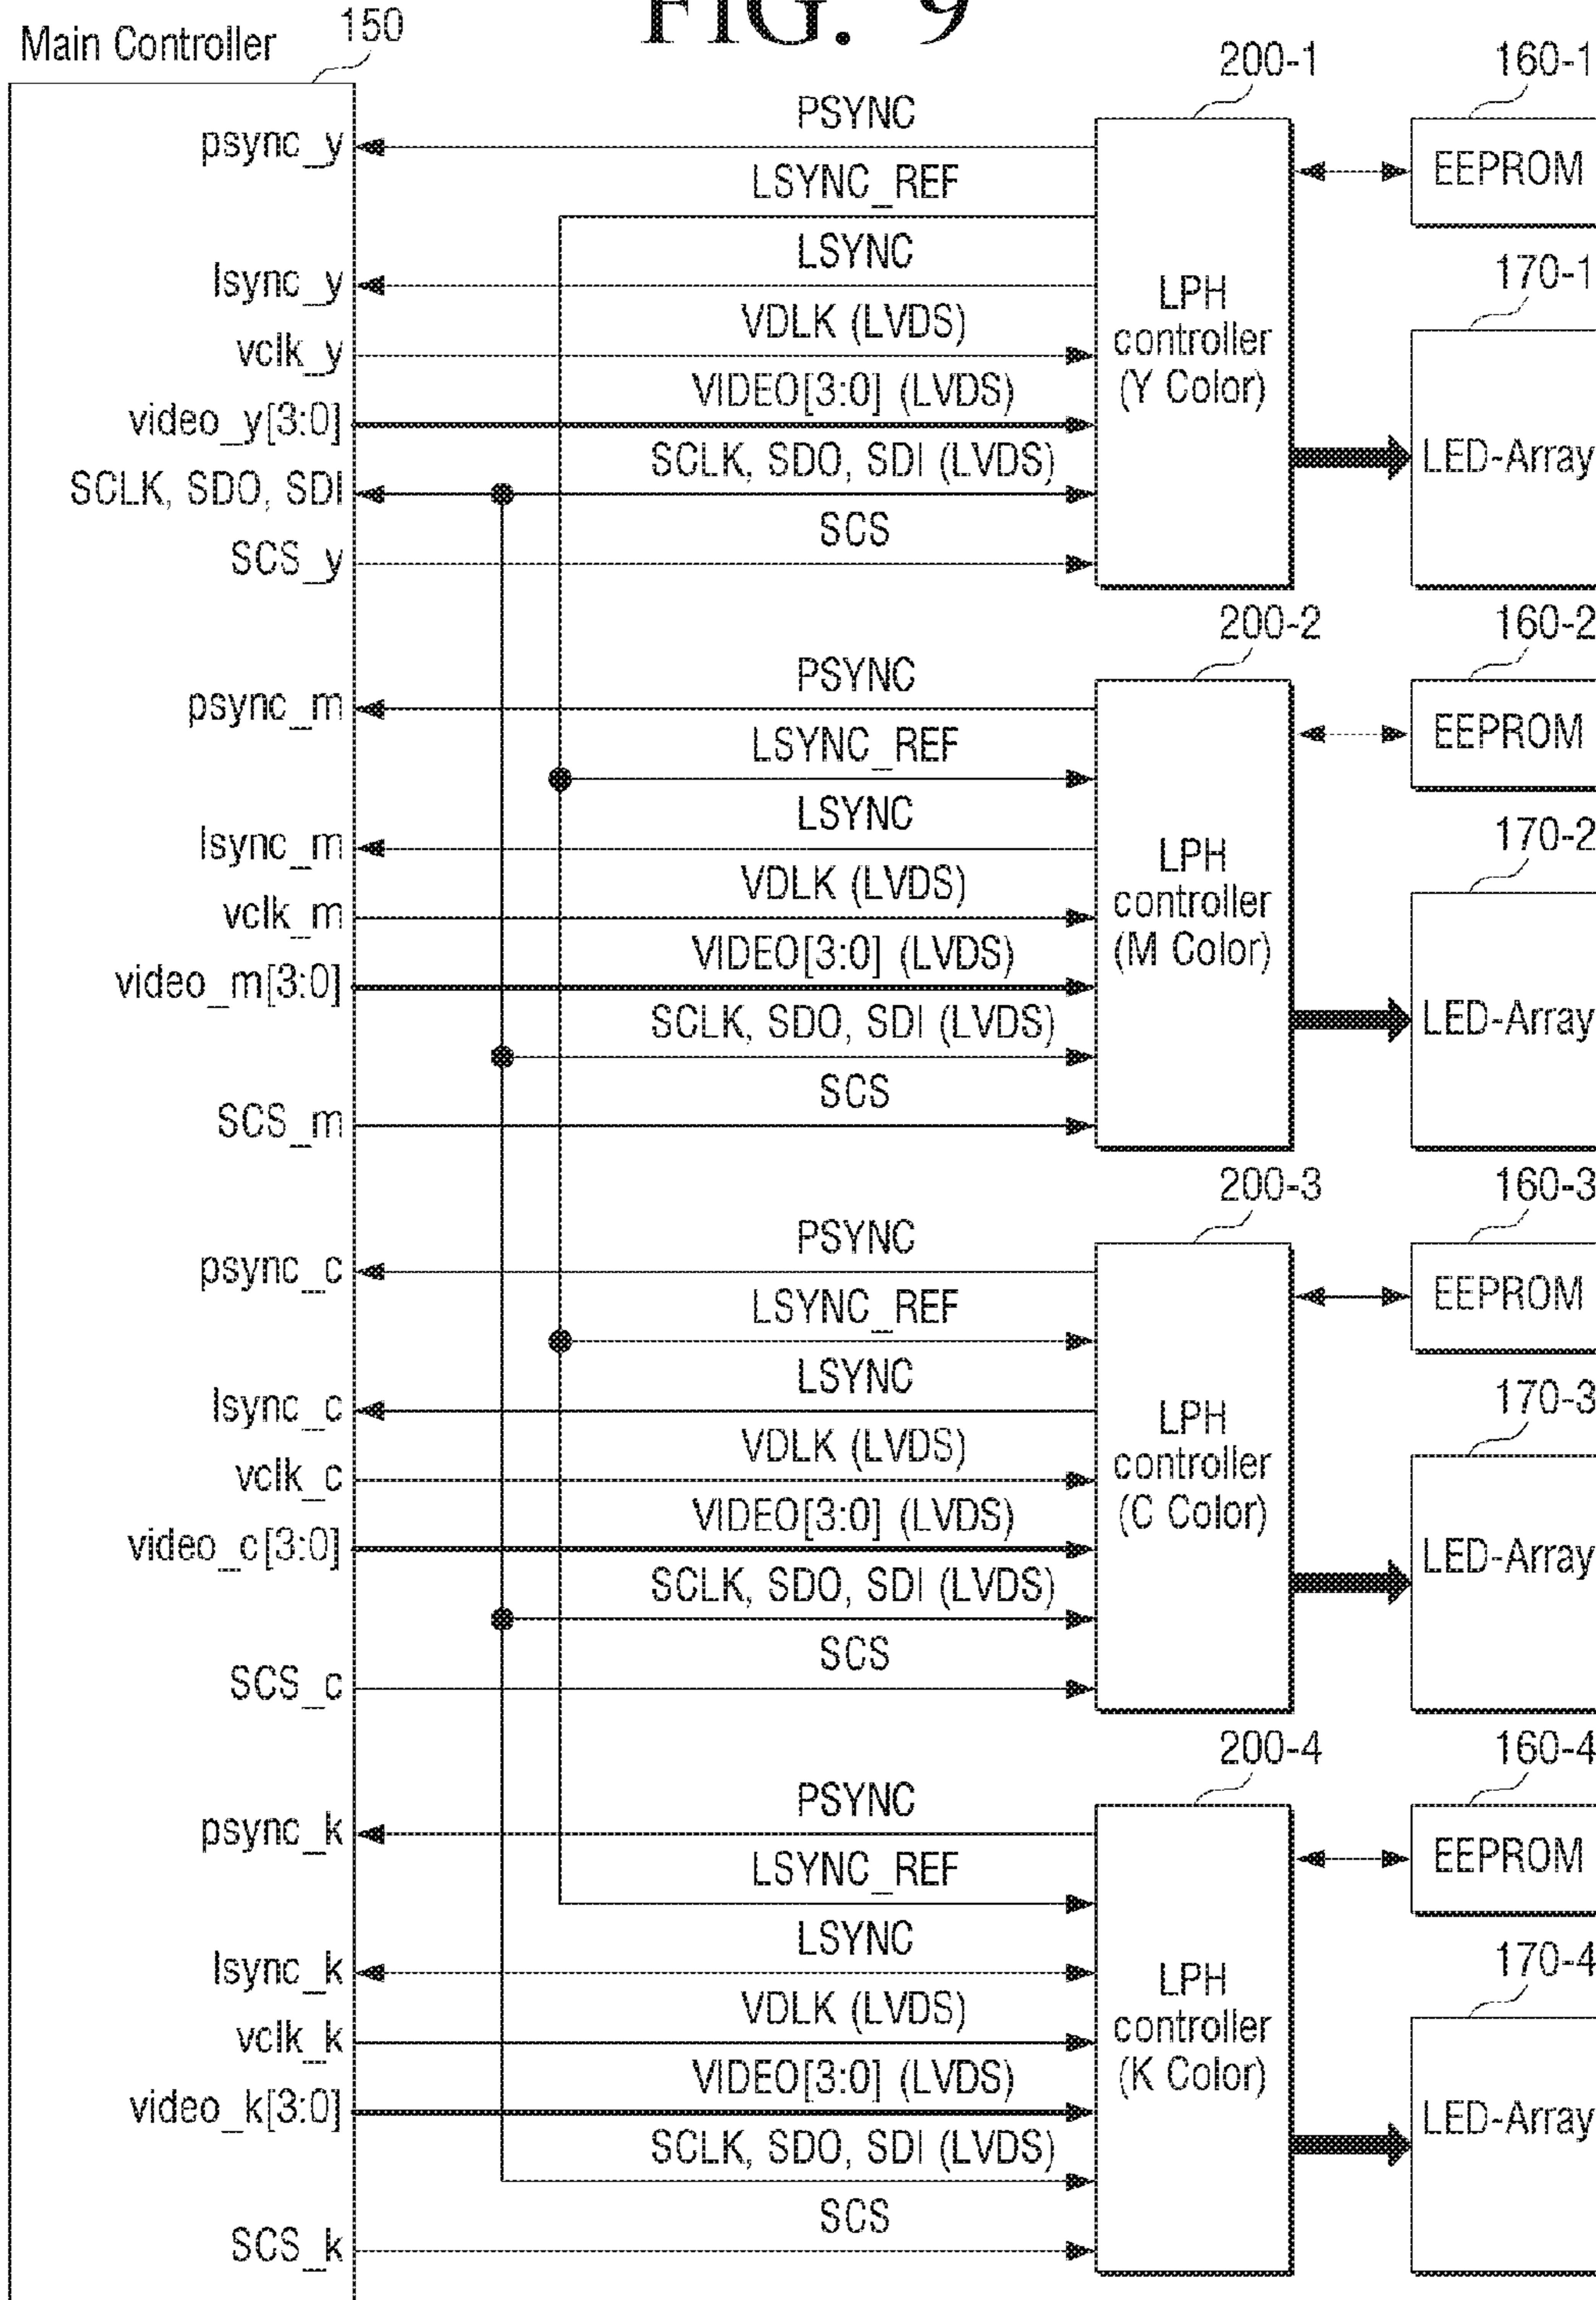 FIG. 9
Main Controller
150
200-1
160-1
psync_y
PSYNC
EEPROM
LSYNC_REF
lsync_y
LSYNC
170-1
vclk_y
VDLK (LVDS)
LPH
controller
(Y Color)
video_y[3:0]
VIDEO[3:0] (LVDS)
SCLK, SDO, SDI
SCLK, SDO, SDI (LVDS)
LED-Array
SCS_y
SCS
200-2
160-2
psync_m
PSYNC
EEPROM
LSYNC_REF
lsync_m
LSYNC
170-2
vclk_m
VDLK (LVDS)
LPH
controller
(M Color)
video_m[3:0]
VIDEO[3:0] (LVDS)
SCLK, SDO, SDI (LVDS)
LED-Array
SCS_m
SCS
200-3
160-3
psync_c
PSYNC
EEPROM
LSYNC_REF
lsync_c
LSYNC
170-3
vclk_c
VDLK (LVDS)
LPH
controller
(C Color)
video_c[3:0]
VIDEO[3:0] (LVDS)
SCLK, SDO, SDI (LVDS)
LED-Array
SCS_c
SCS
200-4
160-4
psync_k
PSYNC
EEPROM
LSYNC_REF
lsync_k
LSYNC
170-4
vclk_k
VDLK (LVDS)
LPH
controller
(K Color)
video_k[3:0]
VIDEO[3:0] (LVDS)
SCLK, SDO, SDI (LVDS)
LED-Array
SCS_k
SCS